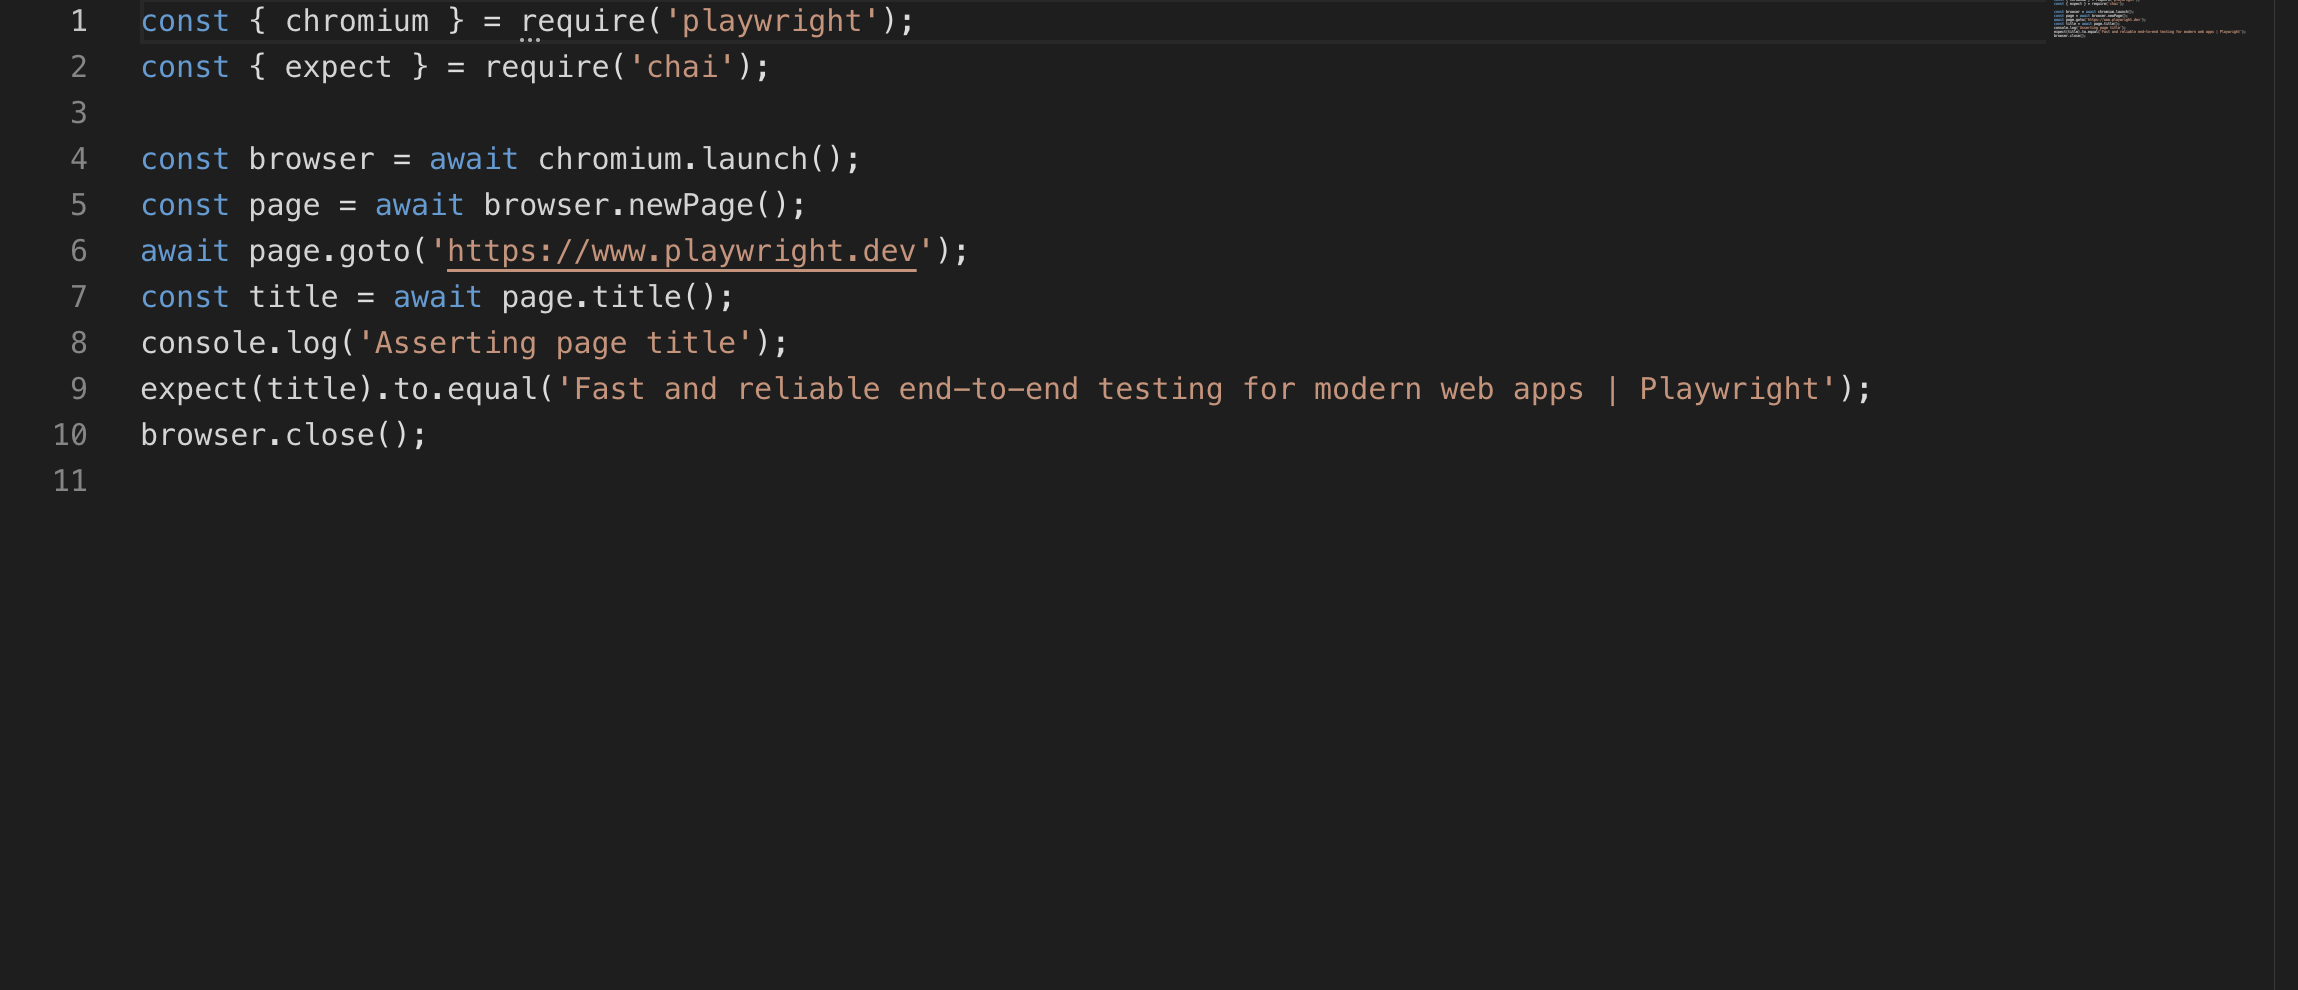 1 const { chromium } = require('playwright');
2 const { expect } = require('chai');
3
4 const browser = await chromium.launch();
5 const page = await browser.newPage();
6 await page.goto('https://www.playwright.dev');
7 const title = await page.title();
8 console.log('Asserting page title');
9 expect(title).to.equal('Fast and reliable end-to-end testing for modern web apps | Playwright');
10 browser.close();
11